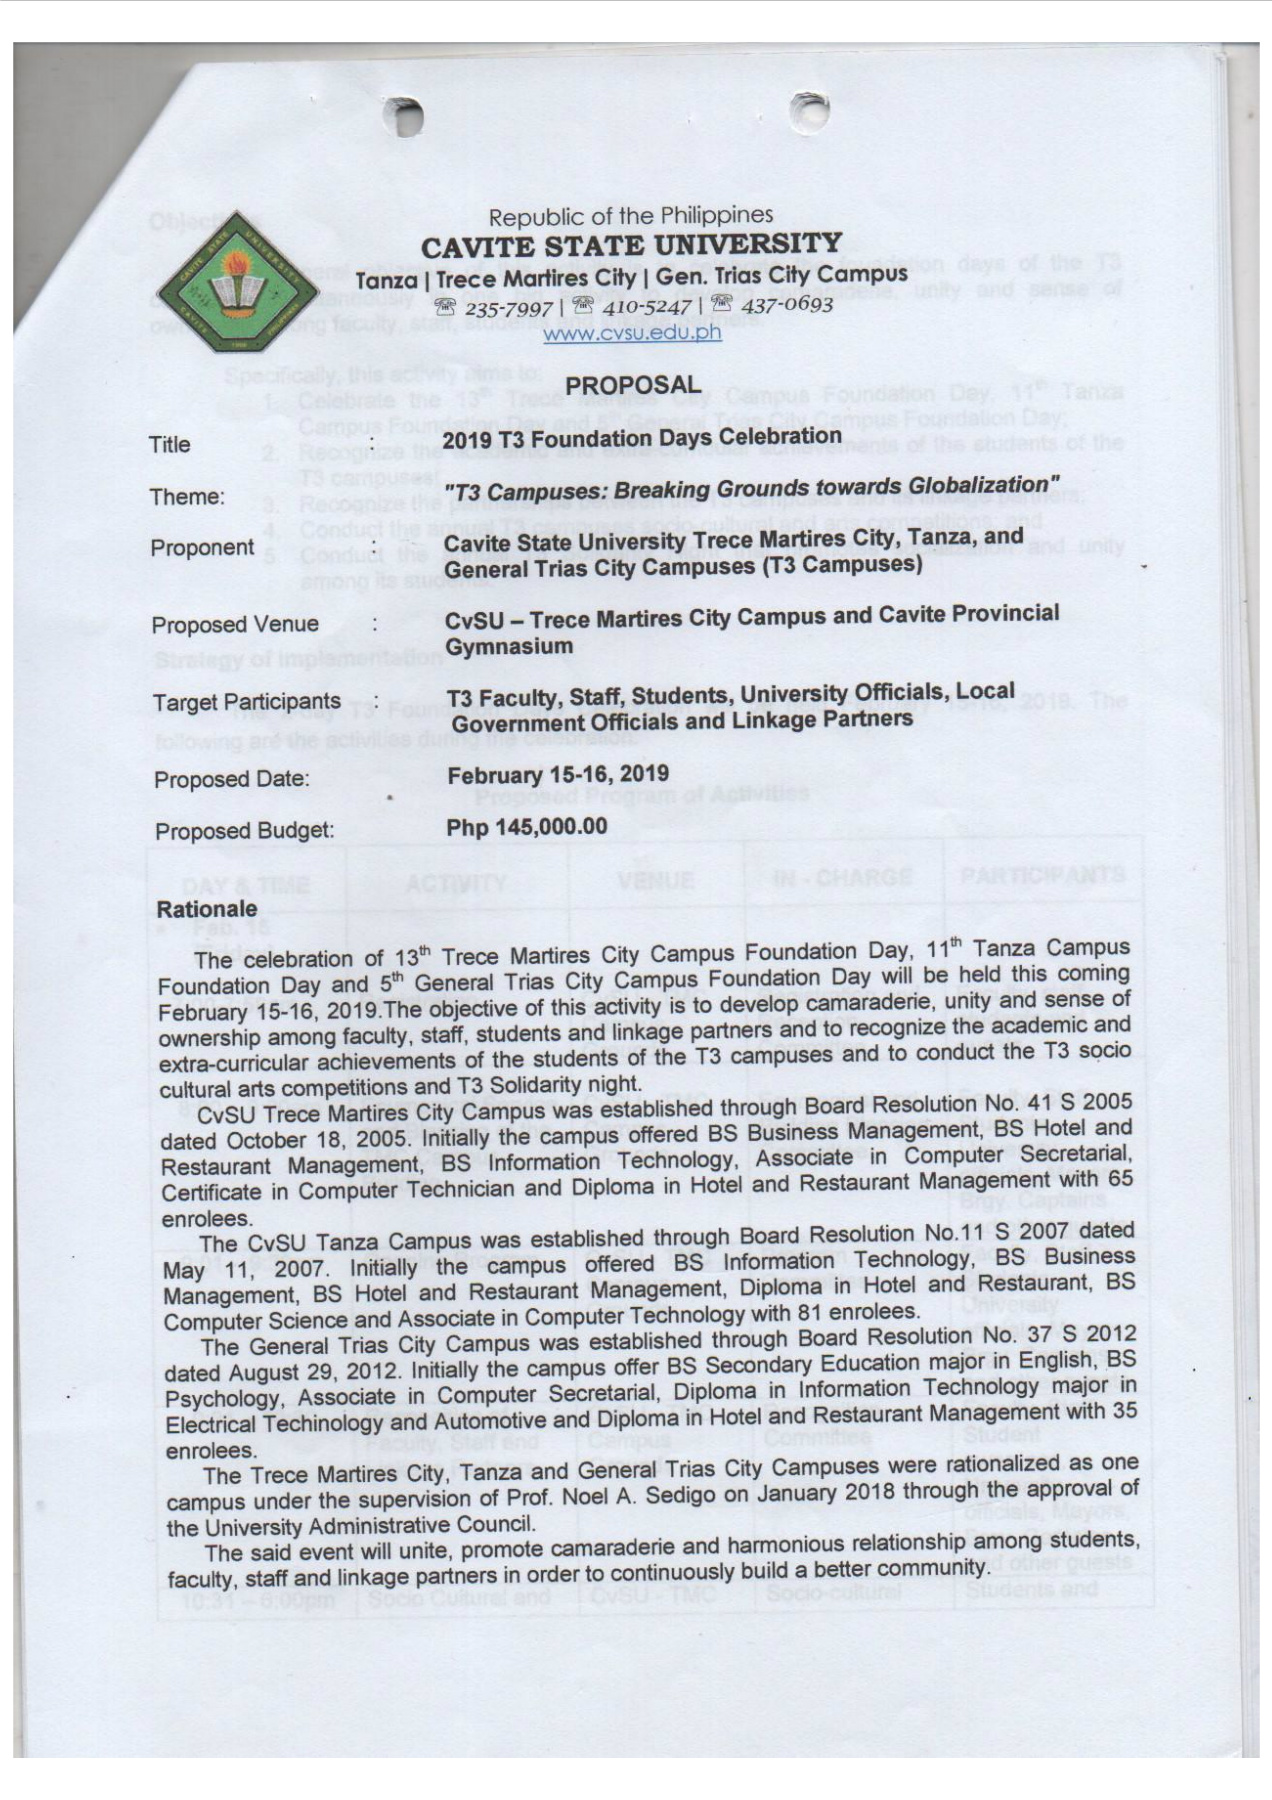 Republic of the Philippines
CAVITE STATE UNIVERSITY
Tanza | Trece Martires City | Gen. Trias City Campus
☏ 235-7997 | ☏ 410-5247 | ☏ 437-0693
www.cvsu.edu.ph
PROPOSAL
Title : 2019 T3 Foundation Days Celebration
Theme: "T3 Campuses: Breaking Grounds towards Globalization"
Proponent : Cavite State University Trece Martires City, Tanza, and
General Trias City Campuses (T3 Campuses)
Proposed Venue : CvSU – Trece Martires City Campus and Cavite Provincial
Gymnasium
Target Participants : T3 Faculty, Staff, Students, University Officials, Local
Government Officials and Linkage Partners
Proposed Date: February 15-16, 2019
Proposed Budget: Php 145,000.00
Rationale
The celebration of 13th Trece Martires City Campus Foundation Day, 11th Tanza Campus
Foundation Day and 5th General Trias City Campus Foundation Day will be held this coming
February 15-16, 2019.The objective of this activity is to develop camaraderie, unity and sense of
ownership among faculty, staff, students and linkage partners and to recognize the academic and
extra-curricular achievements of the students of the T3 campuses and to conduct the T3 socio
cultural arts competitions and T3 Solidarity night.
CvSU Trece Martires City Campus was established through Board Resolution No. 41 S 2005
dated October 18, 2005. Initially the campus offered BS Business Management, BS Hotel and
Restaurant Management, BS Information Technology, Associate in Computer Secretarial,
Certificate in Computer Technician and Diploma in Hotel and Restaurant Management with 65
enrolees.
The CvSU Tanza Campus was established through Board Resolution No.11 S 2007 dated
May 11, 2007. Initially the campus offered BS Information Technology, BS Business
Management, BS Hotel and Restaurant Management, Diploma in Hotel and Restaurant, BS
Computer Science and Associate in Computer Technology with 81 enrolees.
The General Trias City Campus was established through Board Resolution No. 37 S 2012
dated August 29, 2012. Initially the campus offer BS Secondary Education major in English, BS
Psychology, Associate in Computer Secretarial, Diploma in Information Technology major in
Electrical Techinology and Automotive and Diploma in Hotel and Restaurant Management with 35
enrolees.
The Trece Martires City, Tanza and General Trias City Campuses were rationalized as one
campus under the supervision of Prof. Noel A. Sedigo on January 2018 through the approval of
the University Administrative Council.
The said event will unite, promote camaraderie and harmonious relationship among students,
faculty, staff and linkage partners in order to continuously build a better community.